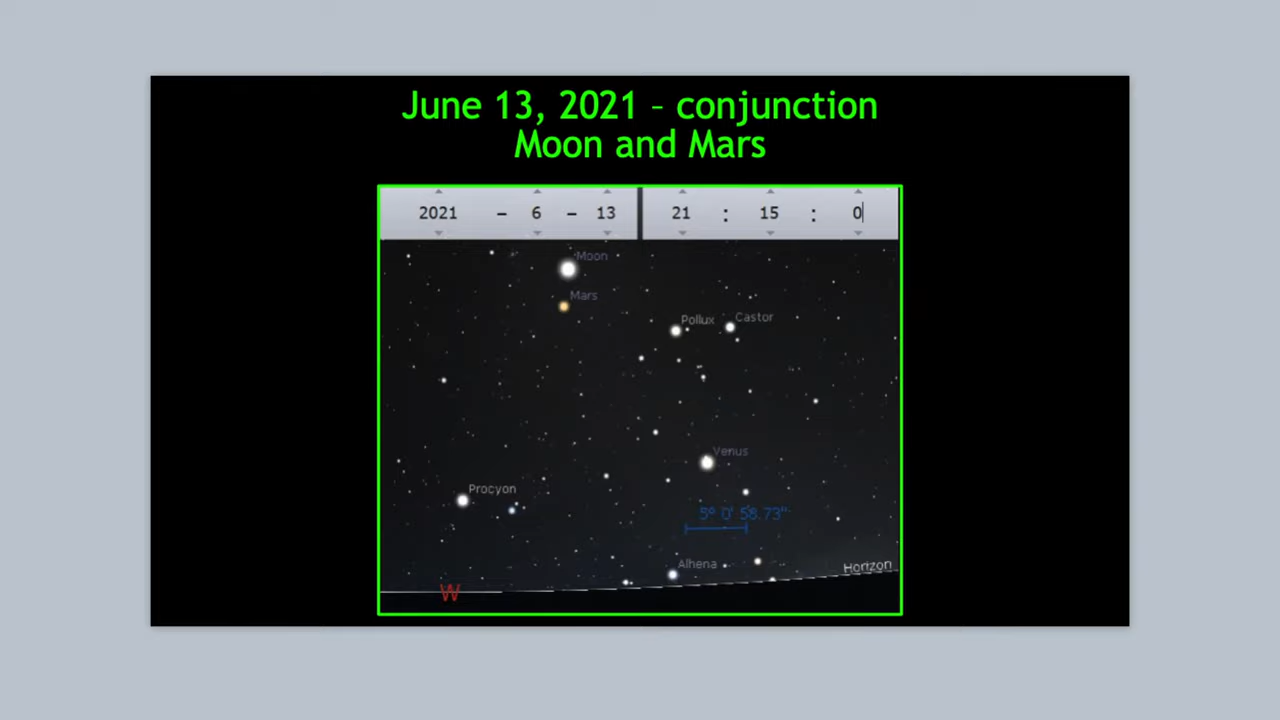 June 13, 2021 – conjunction
Moon and Mars
2021 – 6 – 13 21 : 15 : 0
Moon
Mars
Pollux Castor
Venus
Procyon
5° 0' 58.73"
Alhena
Horizon
W